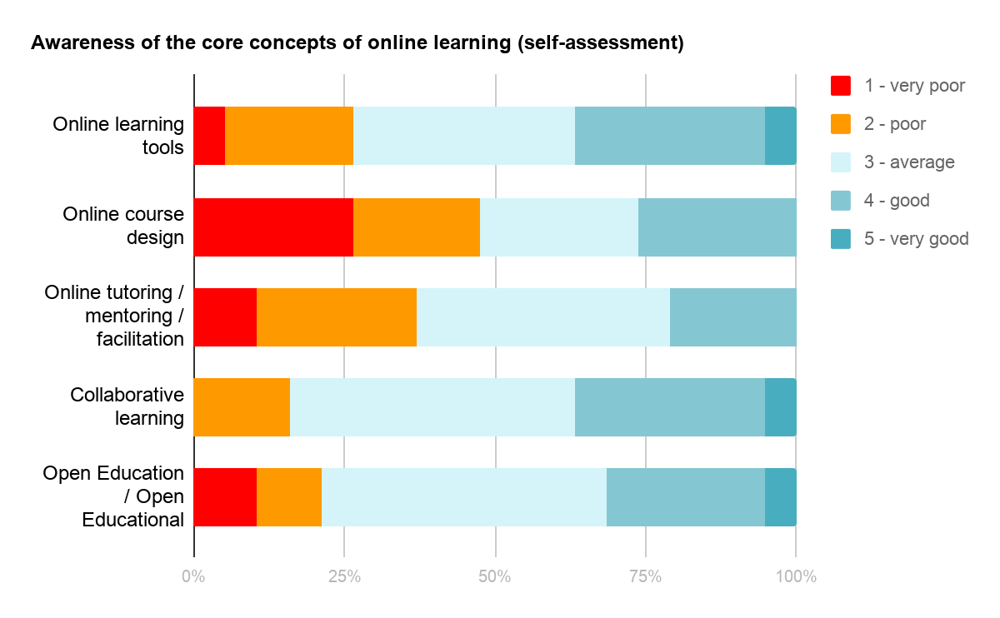 Awareness of the core concepts of online learning (self-assessment)
1 - very poor
2 - poor
3 - average
4 - good
5 - very good
Online learning
tools
Online course
design
Online tutoring /
mentoring /
facilitation
Collaborative
learning
Open Education
/ Open
Educational
0%
25%
50%
75%
100%